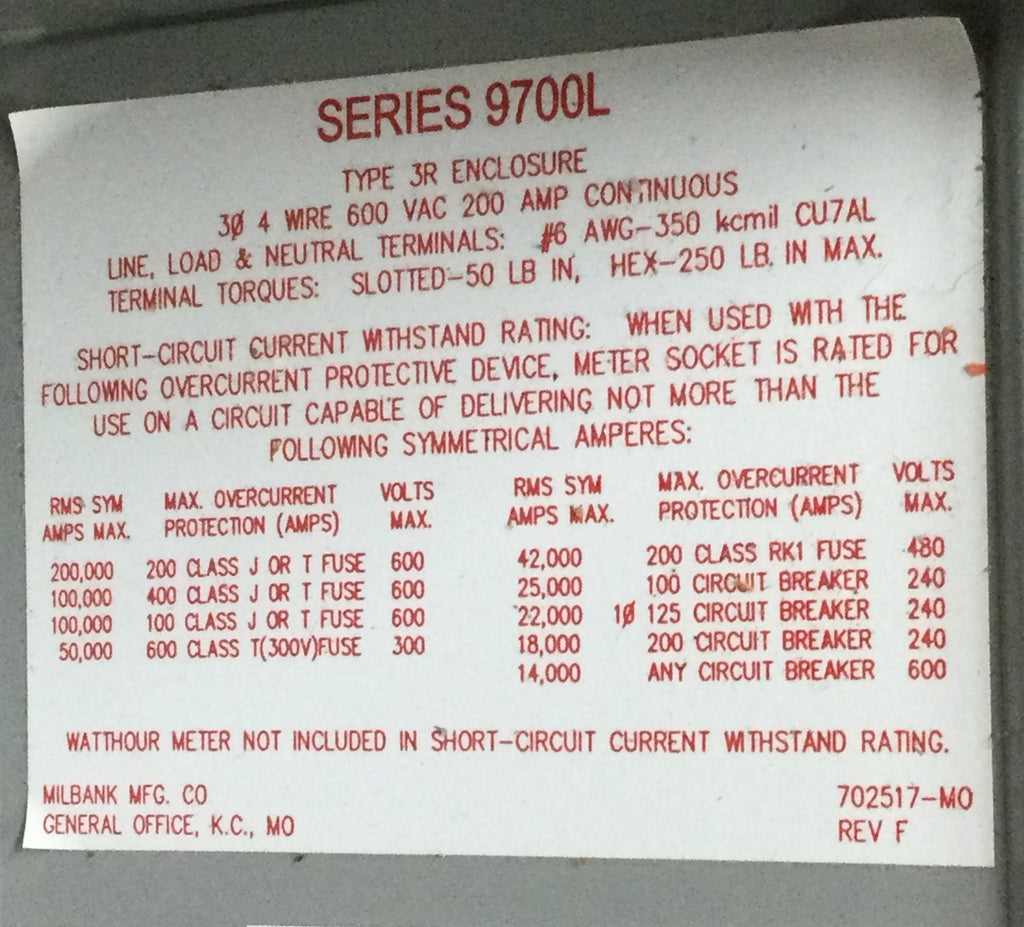 SERIES 9700L
TYPE 3R ENCLOSURE
3Ø 4 WIRE 600 VAC 200 AMP CONTINUOUS
LINE, LOAD & NEUTRAL TERMINALS: #6 AWG-350 kcmil CU7AL
TERMINAL TORQUES: SLOTTED-50 LB IN, HEX-250 LB. IN MAX.
SHORT-CIRCUIT CURRENT WITHSTAND RATING: WHEN USED WITH THE
FOLLOWING OVERCURRENT PROTECTIVE DEVICE, METER SOCKET IS RATED FOR
USE ON A CIRCUIT CAPABLE OF DELIVERING NOT MORE THAN THE
FOLLOWING SYMMETRICAL AMPERES:
RMS SYM MAX. OVERCURRENT VOLTS RMS SYM MAX. OVERCURRENT VOLTS
AMPS MAX. PROTECTION (AMPS) MAX. AMPS MAX. PROTECTION (AMPS) MAX.
200,000 200 CLASS J OR T FUSE 600 42,000 200 CLASS RK1 FUSE 480
100,000 400 CLASS J OR T FUSE 600 25,000 100 CIRCUIT BREAKER 240
100,000 100 CLASS J OR T FUSE 600 22,000 1Ø 125 CIRCUIT BREAKER 240
50,000 600 CLASS T(300V)FUSE 300 18,000 200 CIRCUIT BREAKER 240
14,000 ANY CIRCUIT BREAKER 600
WATTHOUR METER NOT INCLUDED IN SHORT-CIRCUIT CURRENT WITHSTAND RATING.
MILBANK MFG. CO 702517-MO
GENERAL OFFICE, K.C., MO REV F